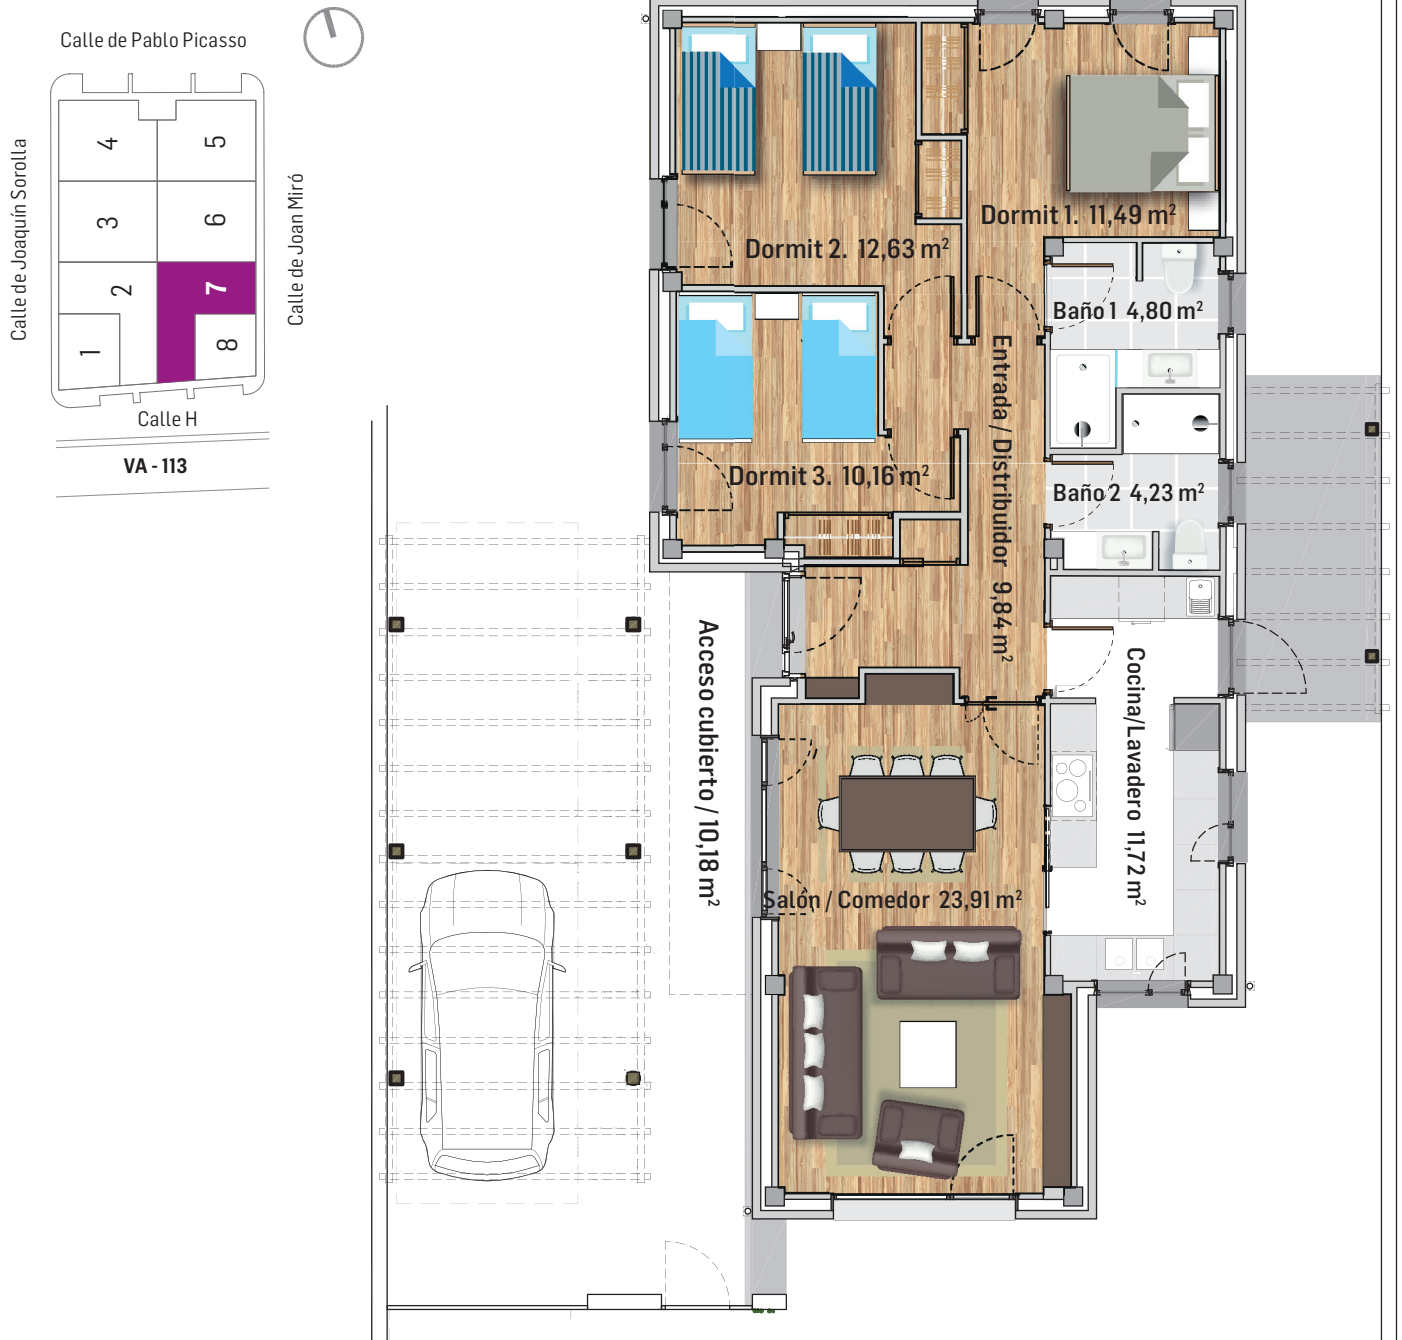 Calle de Pablo Picasso
Calle de Joaquín Sorolla
4
5
3
6
2
7
1
8
Calle de Joan Miró
Calle H
VA - 113
Dormit 1. 11,49 m²
Dormit 2. 12,63 m²
Baño 1 4,80 m²
Entrada / Distribuidor 9,84 m²
Dormit 3. 10,16 m²
Baño 2 4,23 m²
Acceso cubierto / 10,18 m²
Cocina/Lavadero 11,72 m²
Salón / Comedor 23,91 m²